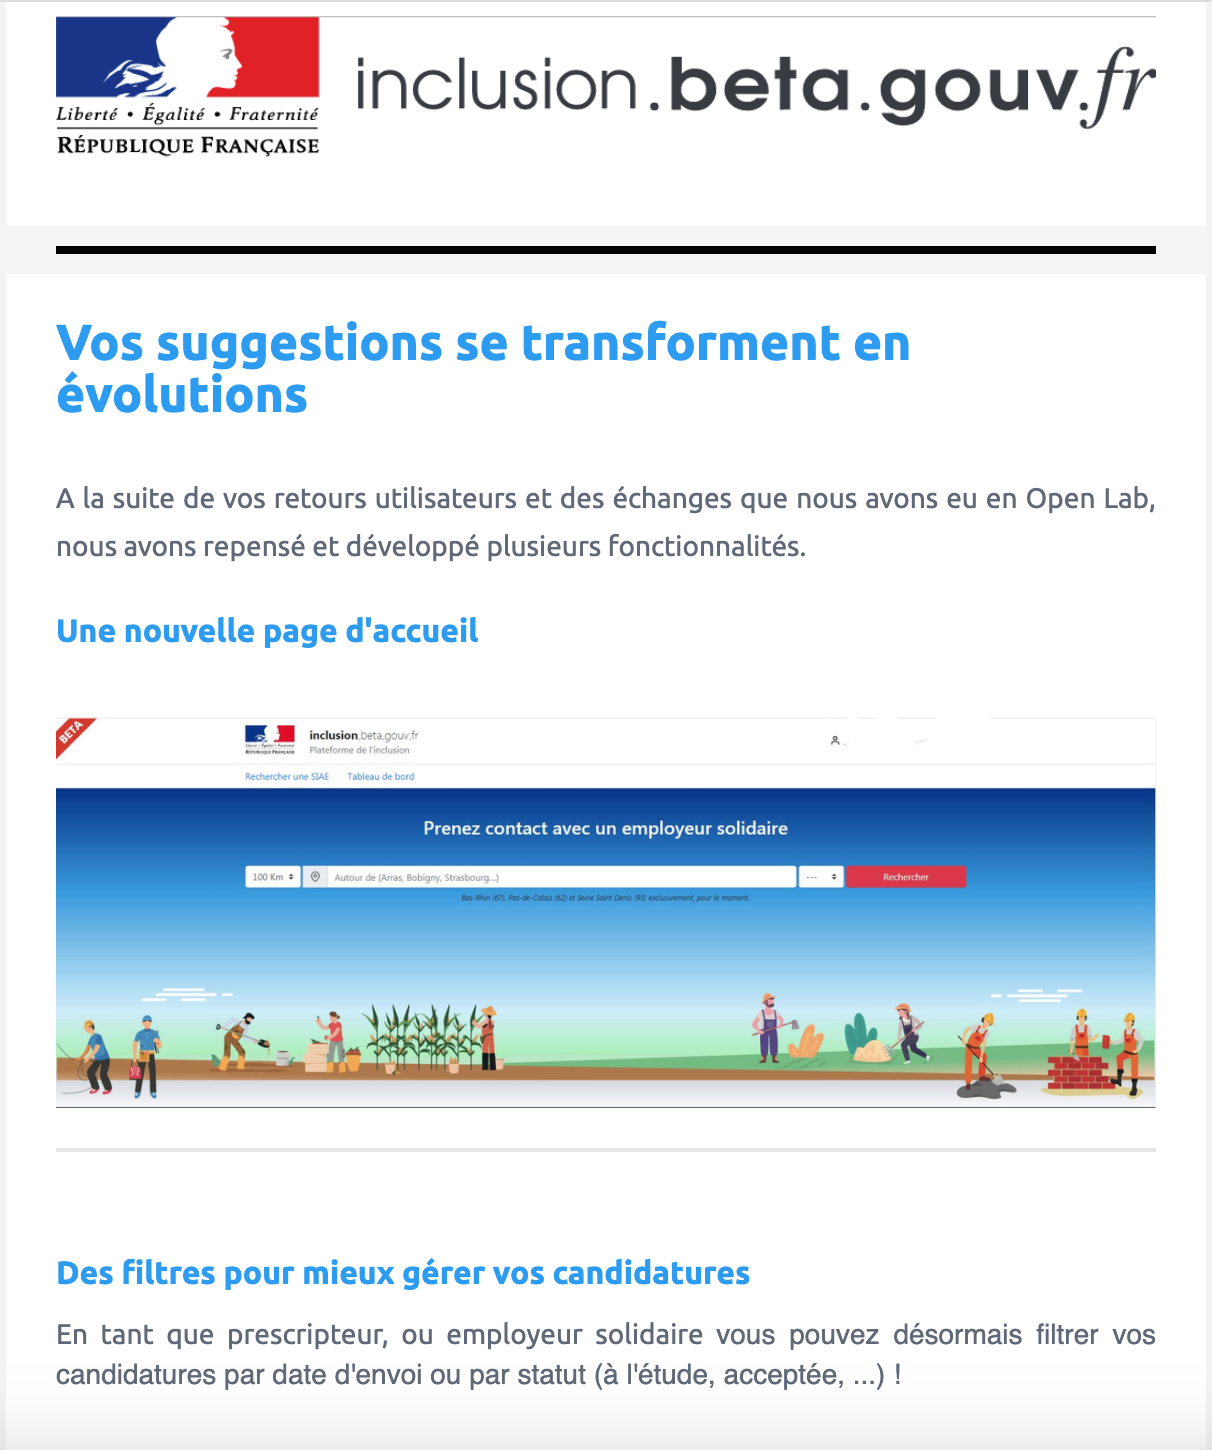 Liberté • Égalité • Fraternité
RÉPUBLIQUE FRANÇAISE
inclusion.beta.gouv.fr
Vos suggestions se transforment en
évolutions
A la suite de vos retours utilisateurs et des échanges que nous avons eu en Open Lab,
nous avons repensé et développé plusieurs fonctionnalités.
Une nouvelle page d'accueil
BETA
Liberté • Égalité • Fraternité
RÉPUBLIQUE FRANÇAISE
inclusion.beta.gouv.fr
Plateforme de l'inclusion
Rechercher une SIAE Tableau de bord
Prenez contact avec un employeur solidaire
100 Km Autour de (Arras, Bobigny, Strasbourg...) --- Rechercher
Bas-Rhin (67), Pas-de-Calais (62) et Seine Saint Denis (93) exclusivement, pour le moment.
Des filtres pour mieux gérer vos candidatures
En tant que prescripteur, ou employeur solidaire vous pouvez désormais filtrer vos
candidatures par date d'envoi ou par statut (à l'étude, acceptée, ...) !